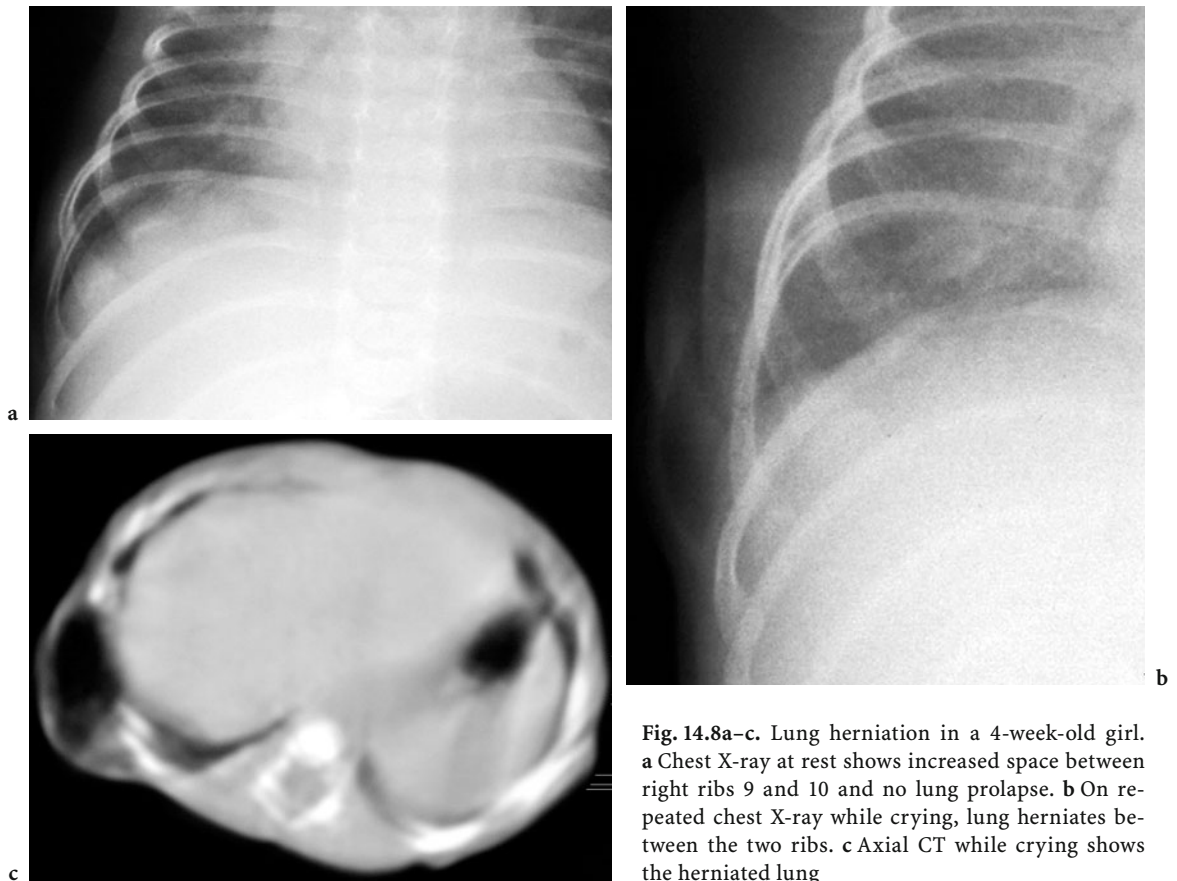 a
b
c
Fig. 14.8a–c. Lung herniation in a 4-week-old girl.
a Chest X-ray at rest shows increased space between
right ribs 9 and 10 and no lung prolapse. b On re-
peated chest X-ray while crying, lung herniates be-
tween the two ribs. c Axial CT while crying shows
the herniated lung